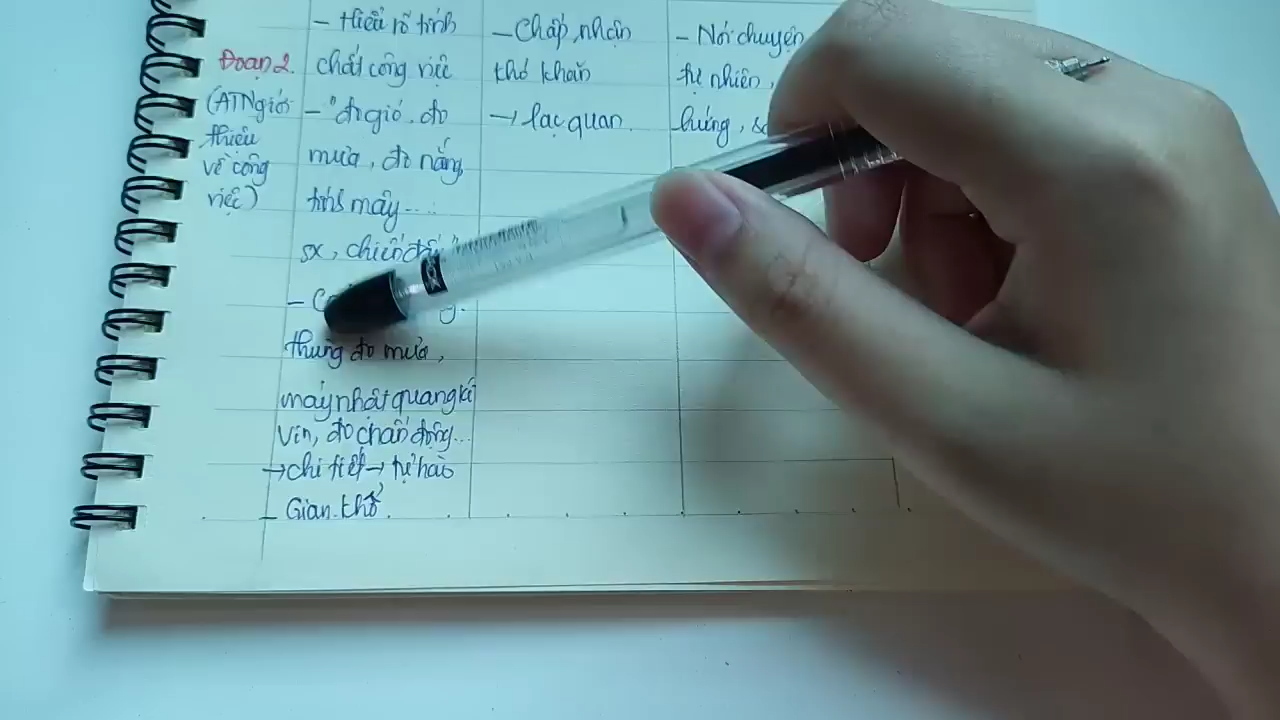 Đoạn 2.
(ATN giới
thiệu
về công
việc)
- Hiểu rõ tính
chất công việc
- "đo gió, đo
mưa, đo nắng,
tính mây...
sx, chiến đấu"
thùng đo mưa,
máy nhật quang kí
vin, đo chấn động...
→ chi tiết → tự hào
- Gian khổ
- Chấp nhận
khó khăn
→ lạc quan.
- Nói chuyện
tự nhiên,
hứng,